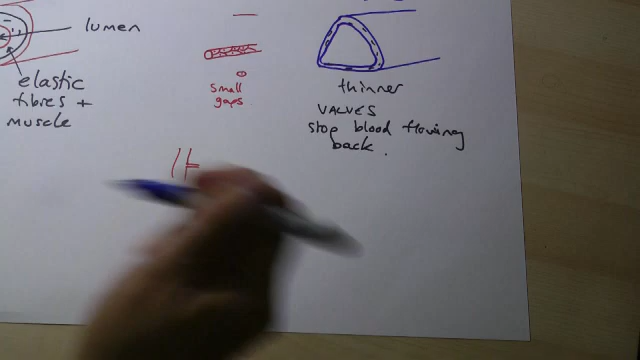 lumen
elastic
fibres +
muscle
small
gaps
thinner
VALVES
stop blood flowing
back.